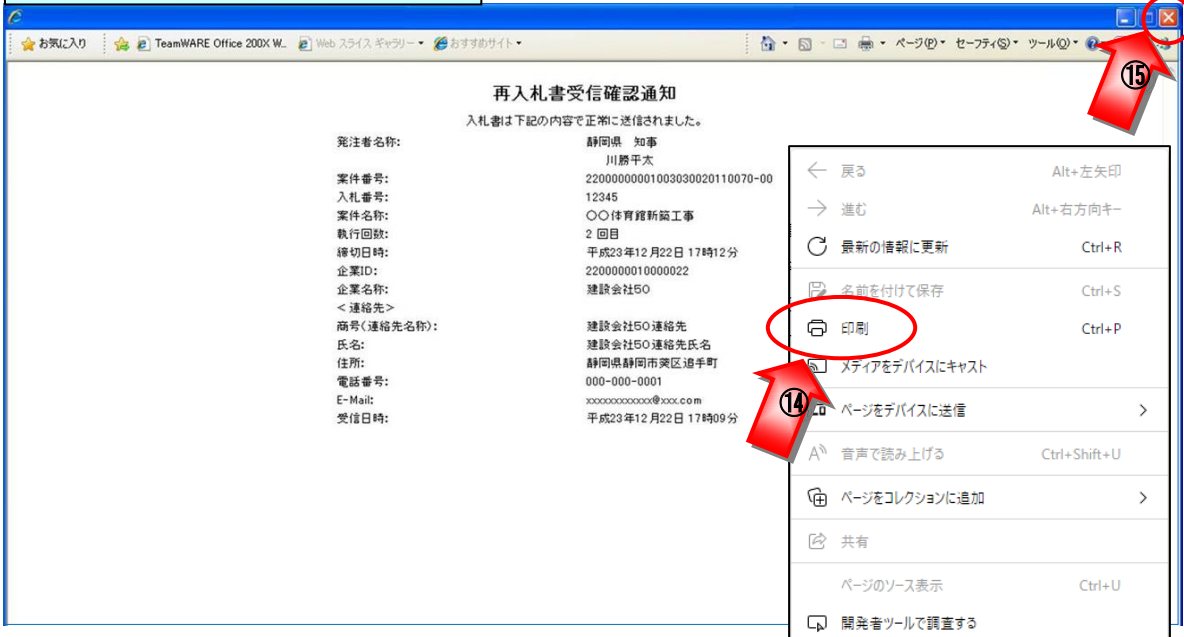 お気に入り TeamWARE Office 200X W... Web スライス ギャラリー おすすめサイト ページ(P) セーフティ(S) ツール(O)
⑮
再入札書受信確認通知
入札書は下記の内容で正常に送信されました。
発注者名称: 静岡県 知事
川勝平太
案件番号: 22000000001003030020110070-00
入札番号: 12345
案件名称: 〇〇体育館新築工事
執行回数: 2 回目
締切日時: 平成23年12月22日 17時12分
企業ID: 2200000010000022
企業名称: 建設会社50
<連絡先>
商号(連絡先名称): 建設会社50連絡先
氏名: 建設会社50連絡先氏名
住所: 静岡県静岡市葵区追手町
電話番号: 000-000-0001
E-Mail: xxxxxxxxxxxx@xxx.com
受信日時: 平成23年12月22日 17時09分
戻る Alt+左矢印
進む Alt+右方向キー
最新の情報に更新 Ctrl+R
名前を付けて保存 Ctrl+S
印刷 Ctrl+P
メディアをデバイスにキャスト
⑭
ページをデバイスに送信
音声で読み上げる Ctrl+Shift+U
ページをコレクションに追加
共有
ページのソース表示 Ctrl+U
開発者ツールで調査する